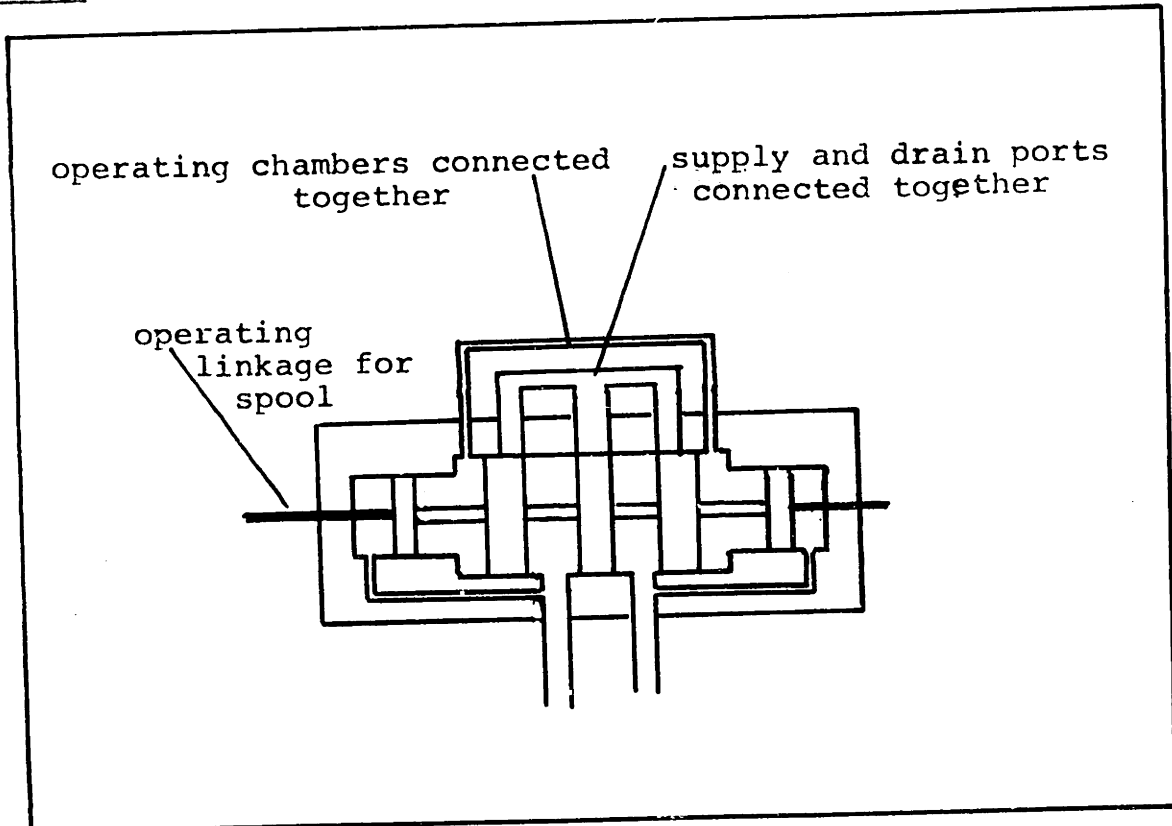 operating chambers connected
together
supply and drain ports
connected together
operating
linkage for
spool